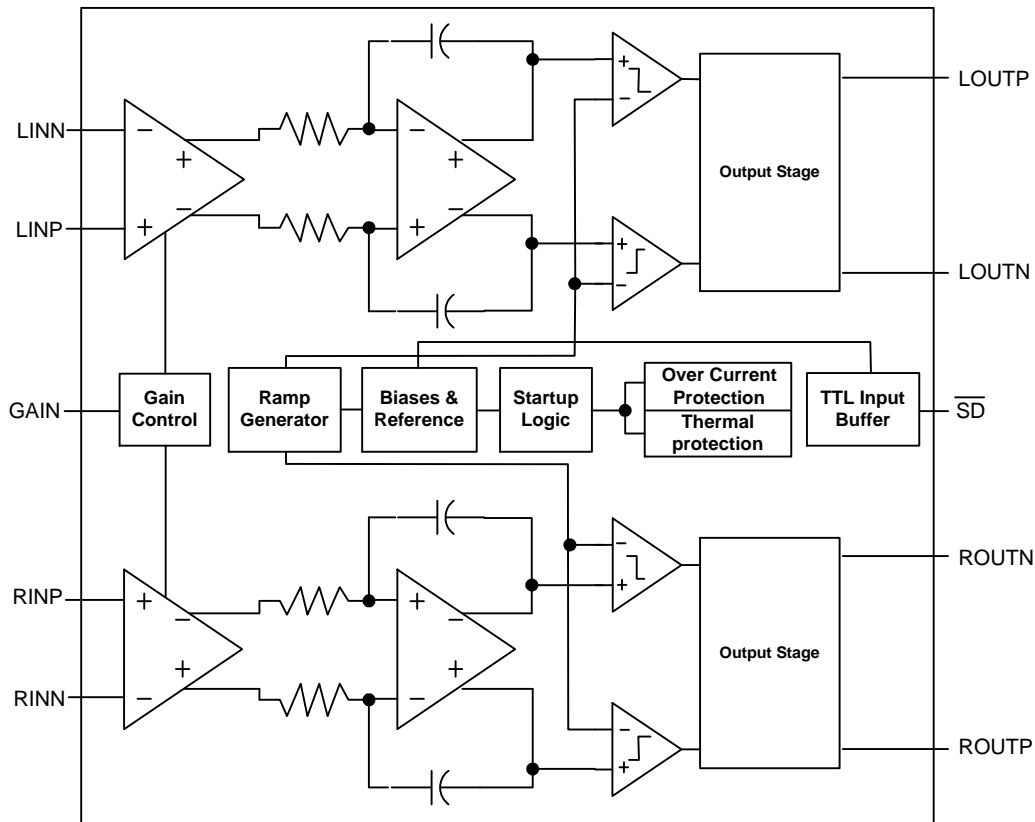 LOUTP
LINN
Output Stage
LINP
LOUTN
GAIN
Gain
Control
Ramp
Generator
Biases &
Reference
Startup
Logic
Over Current
Protection
Thermal
protection
TTL Input
Buffer
SD
ROUTN
RINP
Output Stage
RINN
ROUTP